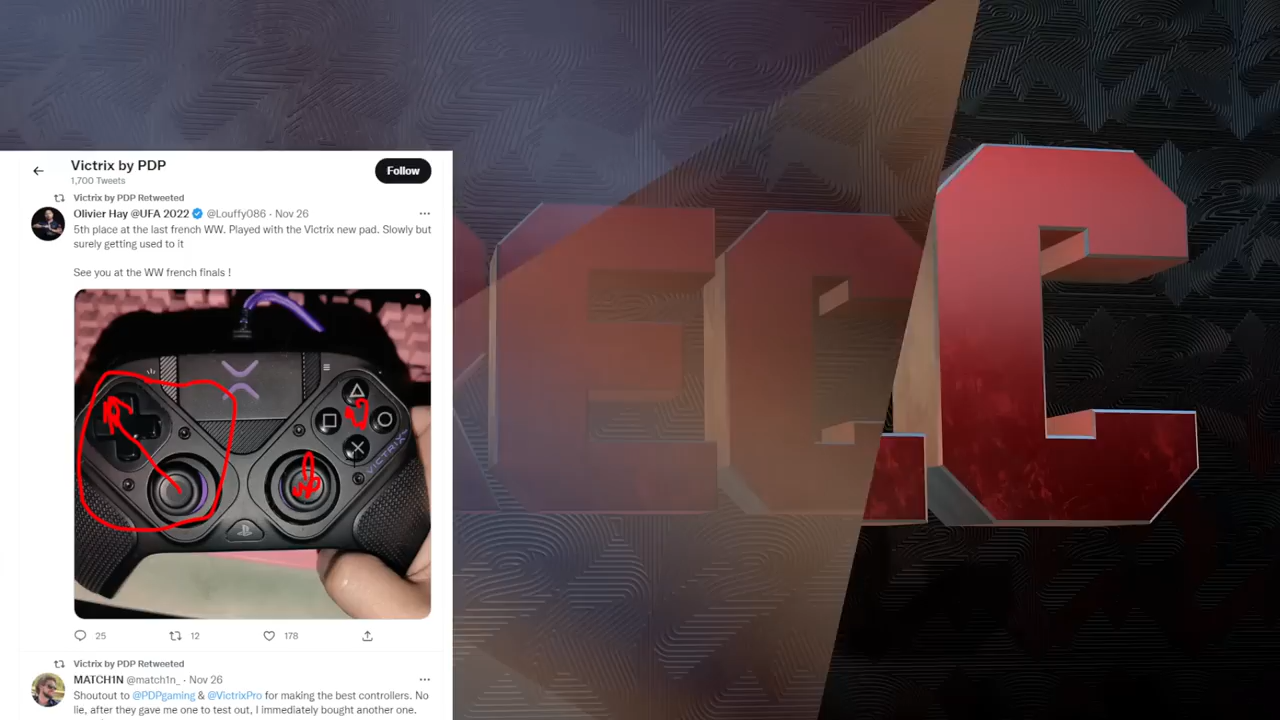 Victrix by PDP
1,700 Tweets
Follow
Victrix by PDP Retweeted
Olivier Hay @UFA 2022 @Louffy086 · Nov 26
5th place at the last french WW. Played with the Victrix new pad. Slowly but
surely getting used to it
See you at the WW french finals !
VICTRIX
25
12
178
Victrix by PDP Retweeted
MATCH1N @match1n_ · Nov 26
Shoutout to @PDPgaming & @VictrixPro for making the best controllers. No
lie, after they gave me one to test out, I immediately bought another one.